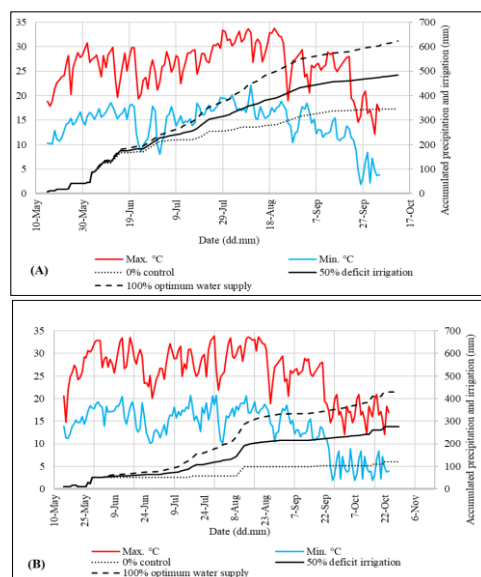 (A)
35
30
25
20
15
10
5
0
700
600
500
400
300
200
100
0
Accumulated precipitation and irrigation (mm)
10-May
30-May
19-Jun
9-Jul
29-Jul
18-Aug
7-Sep
27-Sep
17-Oct
Date (dd.mm)
Max. °C
Min. °C
0% control
50% deficit irrigation
100% optimum water supply
35
30
25
20
15
10
5
0
700
600
500
400
300
200
100
0
Accumulated precipitation and irrigation (mm)
10-May
25-May
9-Jun
24-Jun
9-Jul
24-Jul
8-Aug
23-Aug
7-Sep
22-Sep
7-Oct
22-Oct
6-Nov
Date (dd.mm)
(B)
Max. °C
Min. °C
0% control
50% deficit irrigation
100% optimum water supply